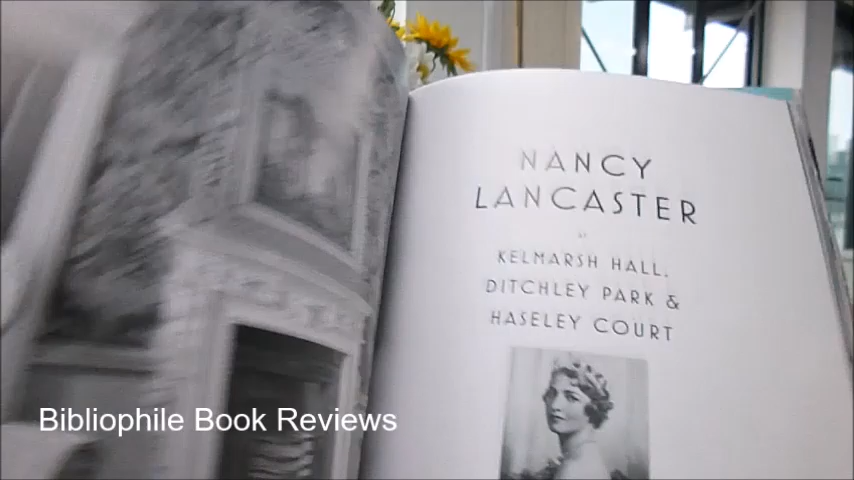 NANCY
LANCASTER
AT
KELMARSH HALL,
DITCHLEY PARK &
HASELEY COURT
Bibliophile Book Reviews